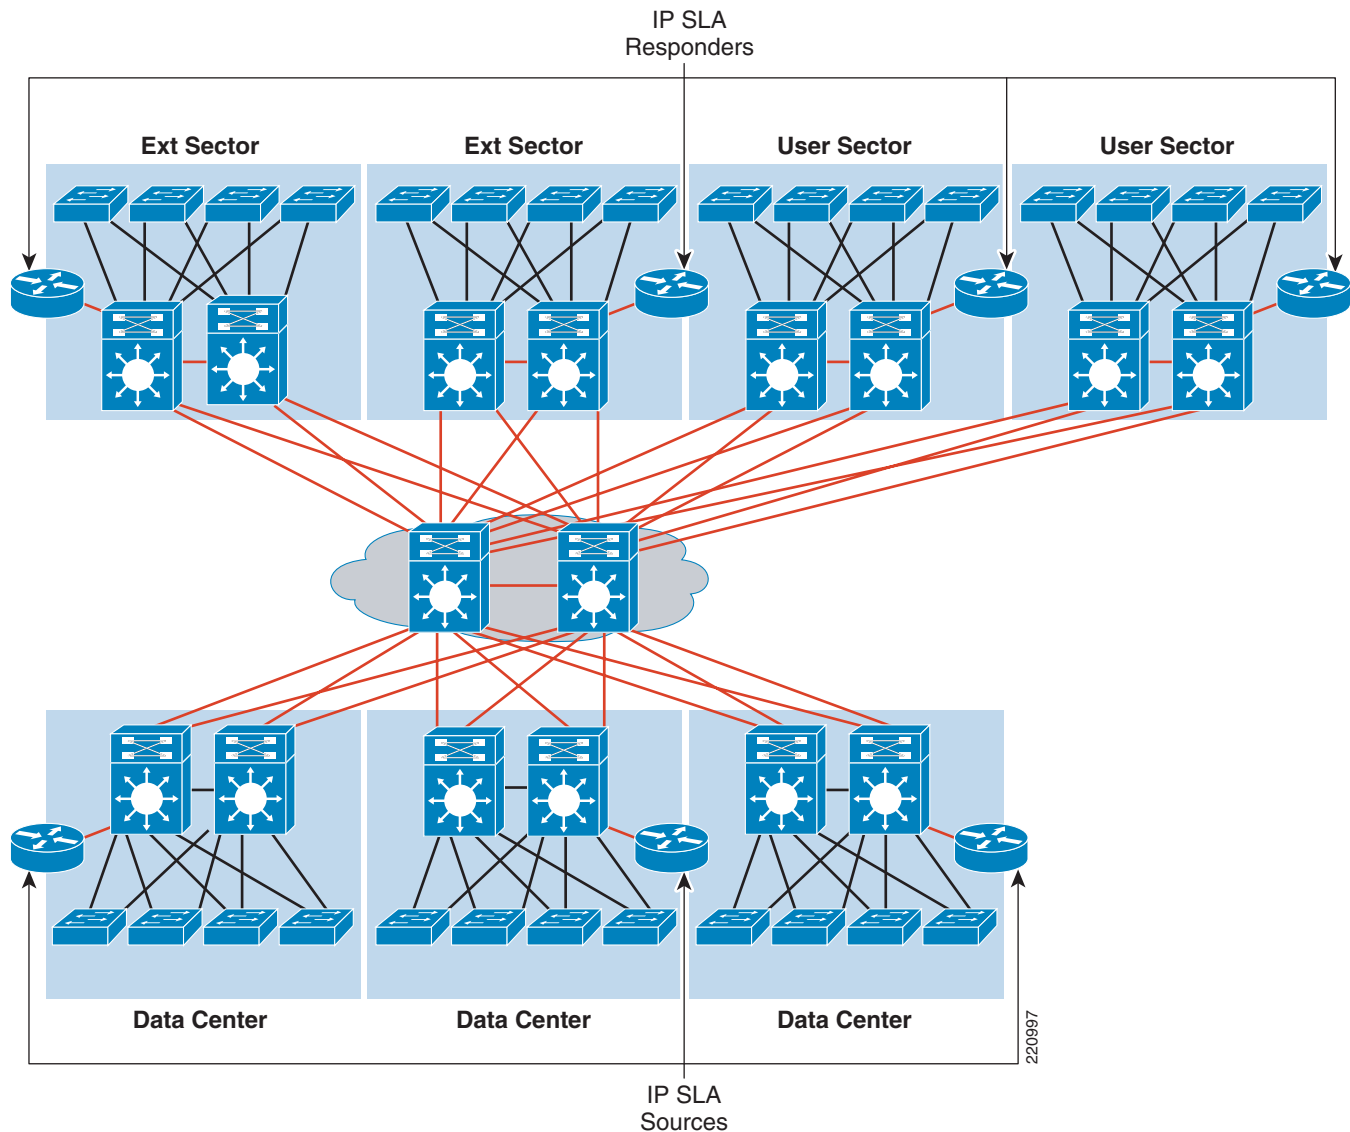 IP SLA
Responders
Ext Sector
Ext Sector
User Sector
User Sector
Data Center
Data Center
Data Center
220997
IP SLA
Sources